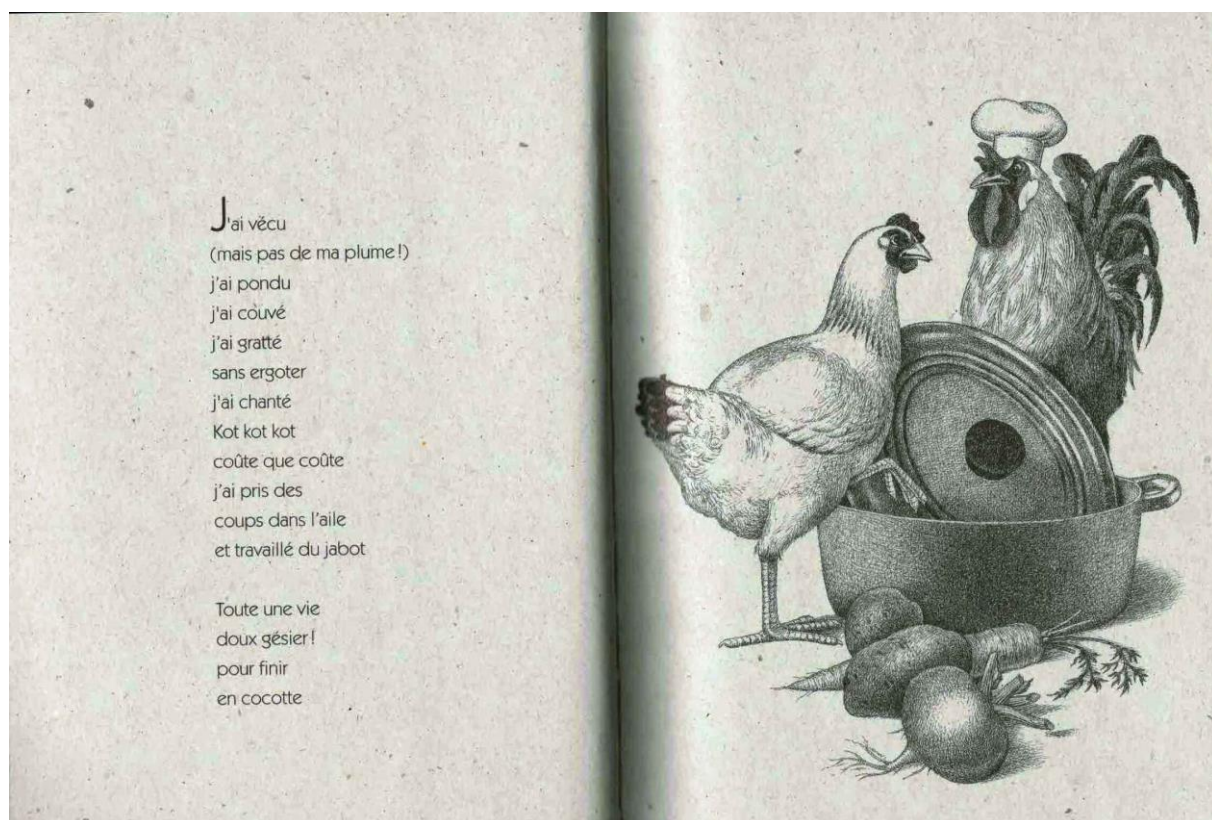 J'ai vécu
(mais pas de ma plume !)
j'ai pondu
j'ai couvé
j'ai gratté
sans ergoter
j'ai chanté
Kot kot kot
coûte que coûte
j'ai pris des
coups dans l'aile
et travaillé du jabot
Toute une vie
doux gésier !
pour finir
en cocotte